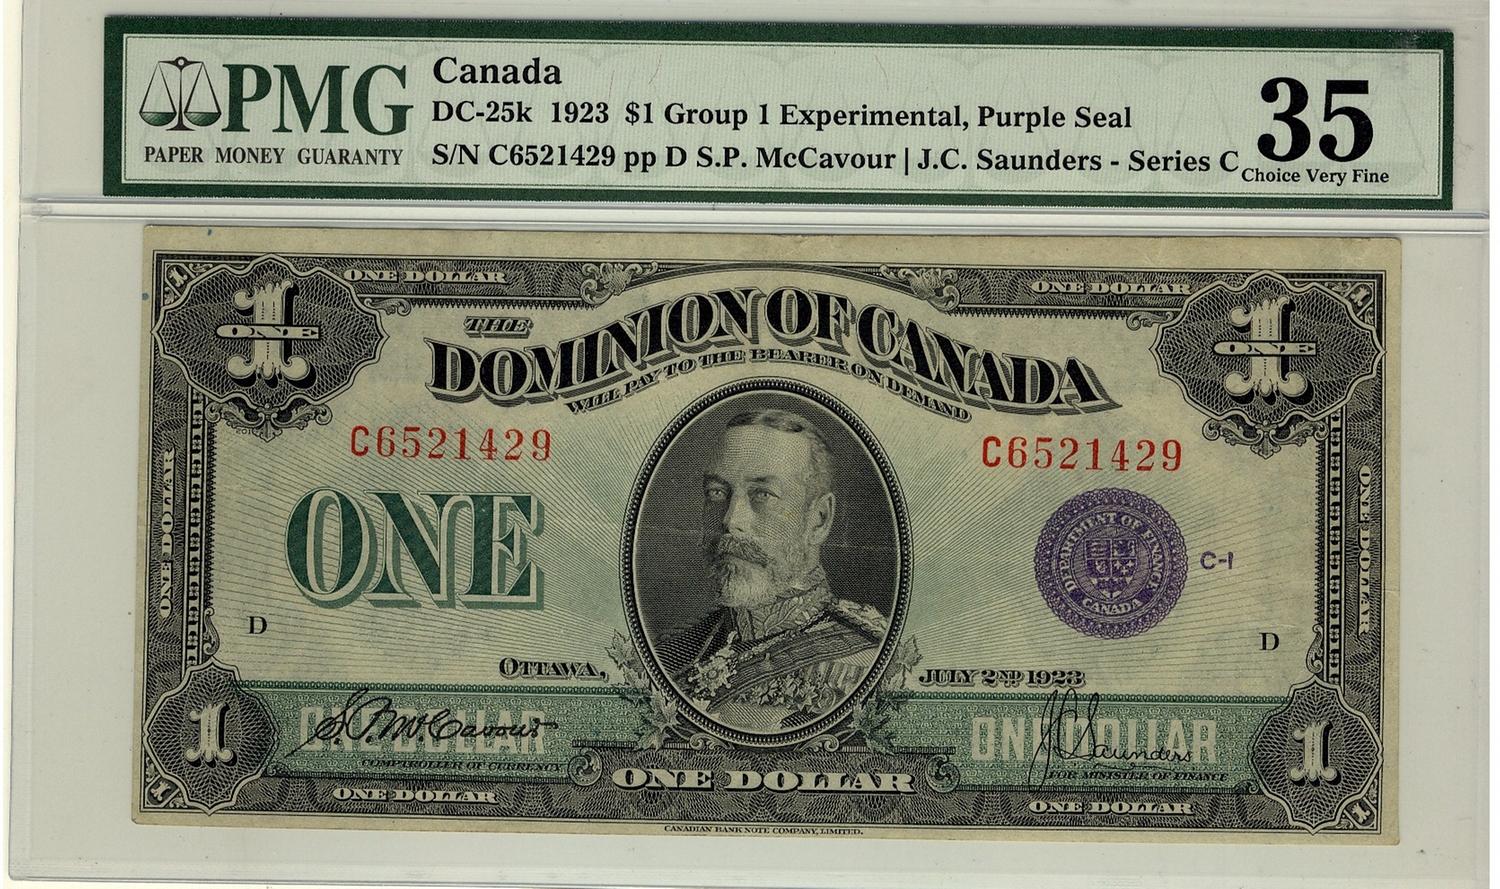 PMG
PAPER MONEY GUARANTY
Canada
DC-25k 1923 $1 Group 1 Experimental, Purple Seal
S/N C6521429 pp D S.P. McCavour | J.C. Saunders - Series C
35
Choice Very Fine
ONE DOLLAR
ONE DOLLAR
1
ONE
1
ONE
THE
DOMINION OF CANADA
WILL PAY TO THE BEARER ON DEMAND
C6521429
C6521429
ONE
DEPARTMENT OF FINANCE
CANADA
C-1
ONE DOLLAR
ONE DOLLAR
D
D
OTTAWA,
JULY 2ND 1923
1
ONE DOLLAR
S.P. McCavour
COMPTROLLER OF CURRENCY
ONE DOLLAR
J.C. Saunders
FOR MINISTER OF FINANCE
1
ONE DOLLAR
ONE DOLLAR
ONE DOLLAR
CANADIAN BANK NOTE COMPANY, LIMITED.